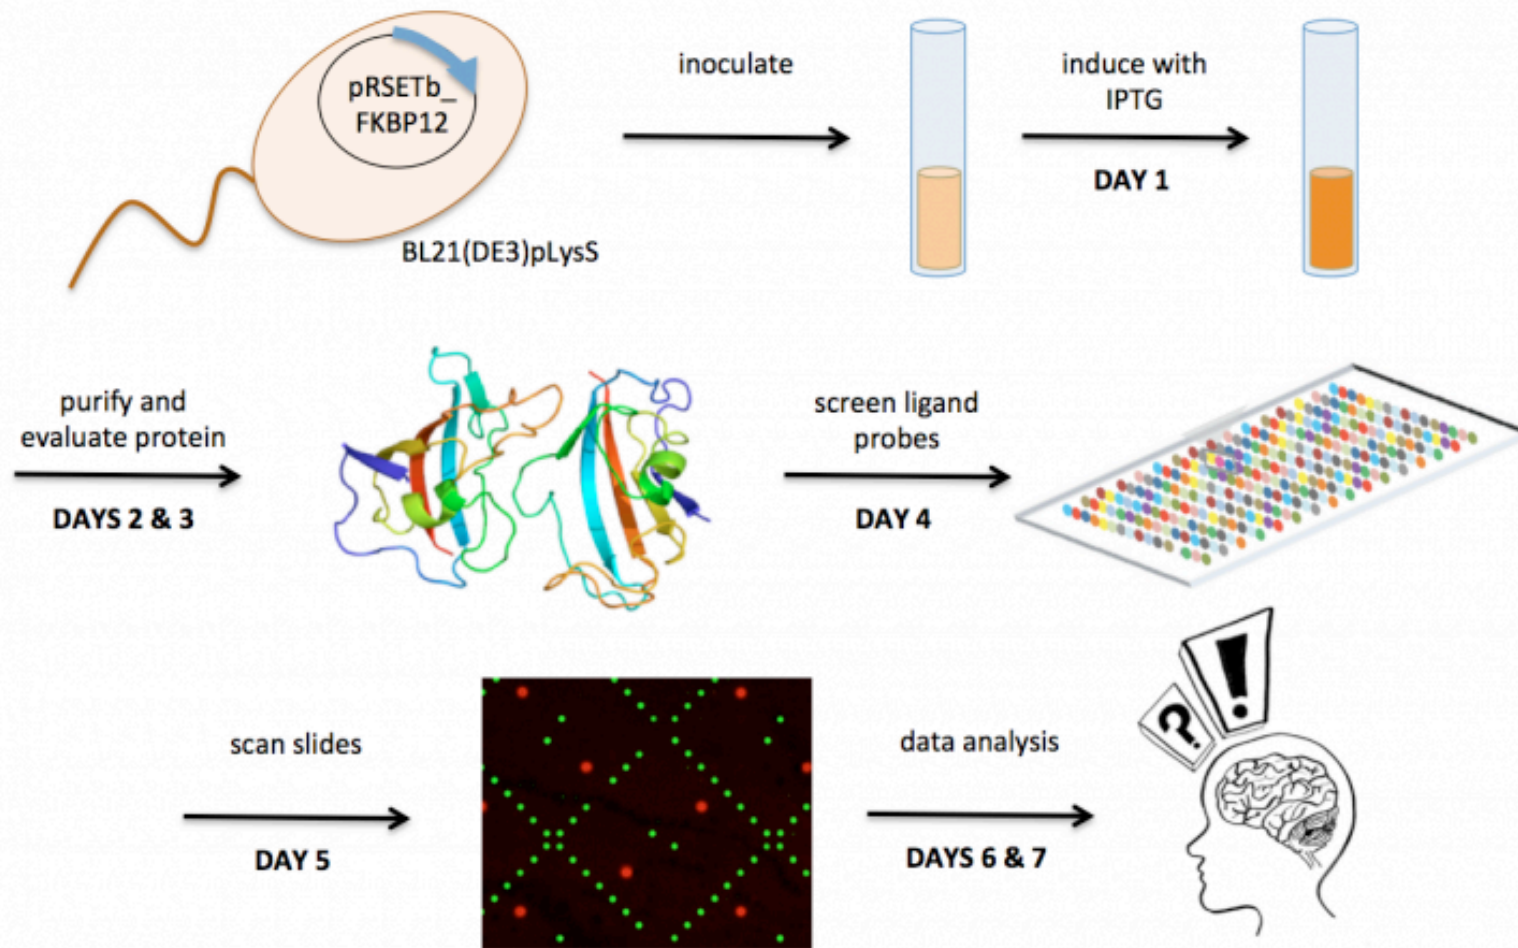 pRSETb_
FKBP12
BL21(DE3)pLysS
inoculate
induce with
IPTG
DAY 1
purify and
evaluate protein
DAYS 2 & 3
screen ligand
probes
DAY 4
scan slides
DAY 5
data analysis
DAYS 6 & 7
?
!